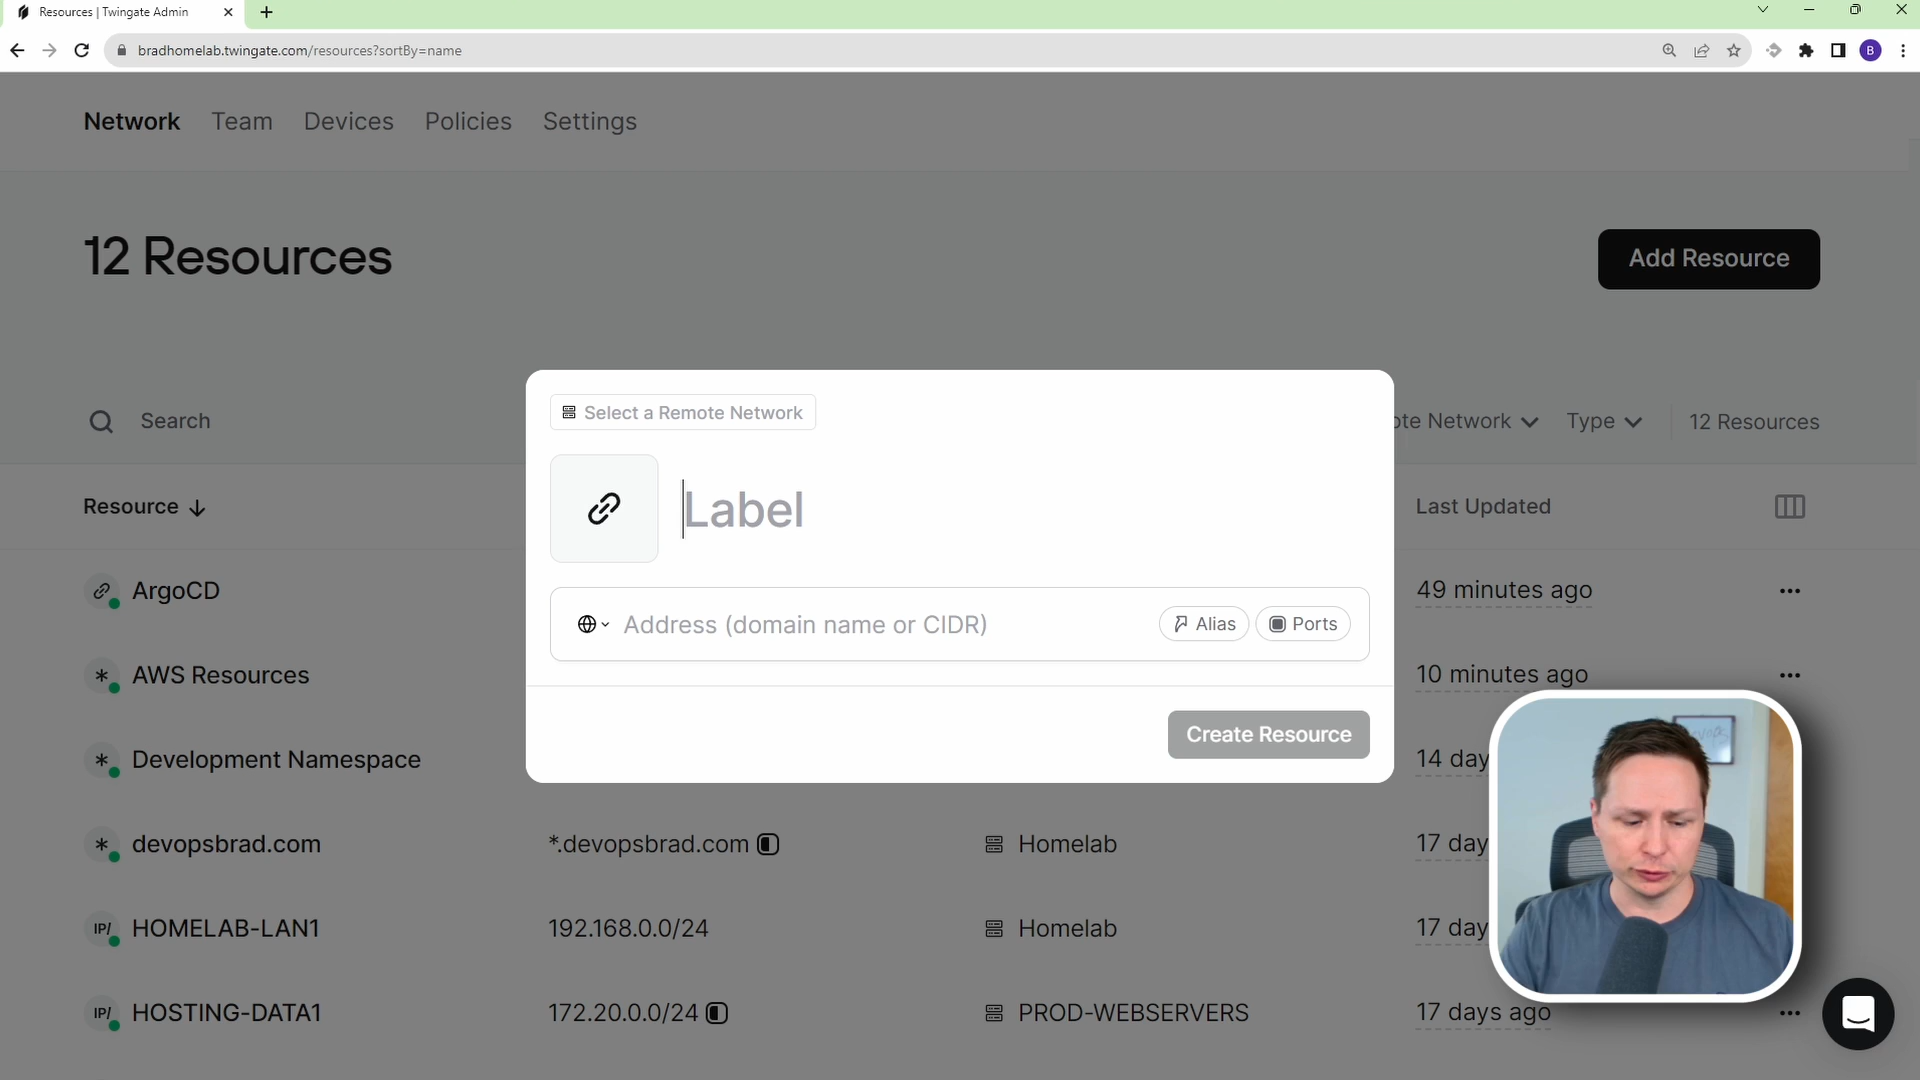 Resources | Twingate Admin
bradhomelab.twingate.com/resources?sortBy=name
B
Network Team Devices Policies Settings
12 Resources
Add Resource
Search
ote Network Type 12 Resources
Resource
Last Updated
Select a Remote Network
Label
Address (domain name or CIDR)
Alias Ports
Create Resource
ArgoCD
49 minutes ago
AWS Resources
10 minutes ago
Development Namespace
14 day
devopsbrad.com *.devopsbrad.com Homelab 17 day
IP/ HOMELAB-LAN1 192.168.0.0/24 Homelab 17 day
IP/ HOSTING-DATA1 172.20.0.0/24 PROD-WEBSERVERS 17 days ago